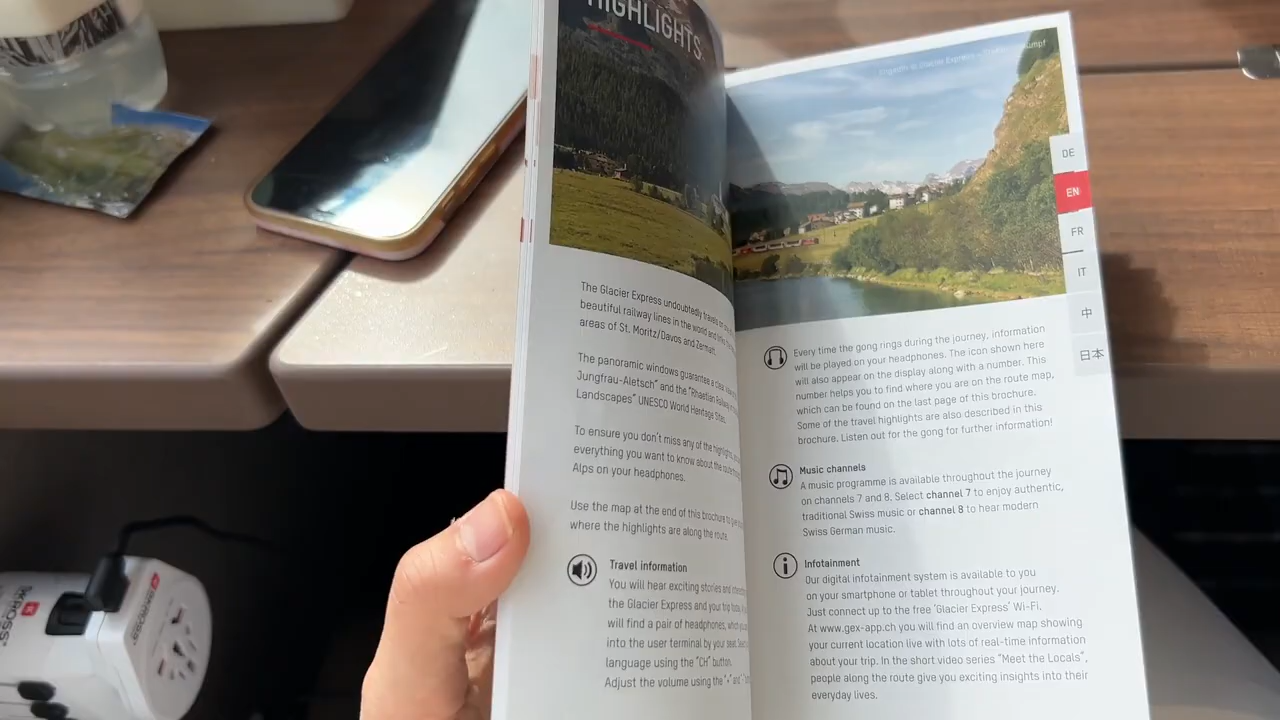 HIGHLIGHTS
The Glacier Express undoubtedly travels
beautiful railway lines in the world and
areas of St. Moritz/Davos and Zermatt.
The panoramic windows guarantee a clear
Jungfrau-Aletsch" and the "Rhaetian Railway
Landscapes" UNESCO World Heritage Sites.
To ensure you don't miss any of the highlights,
everything you want to know about the route
Alps on your headphones.
Use the map at the end of this brochure to
where the highlights are along the route.
Travel information
You will hear exciting stories and
the Glacier Express and your trip
will find a pair of headphones, which
into the user terminal by your seat.
language using the "CH" button.
Adjust the volume using the "+" and
Every time the gong rings during the journey, information
will be played on your headphones. The icon shown here
will also appear on the display along with a number. This
number helps you to find where you are on the route map,
which can be found on the last page of this brochure.
Some of the travel highlights are also described in this
brochure. Listen out for the gong for further information!
Music channels
A music programme is available throughout the journey
on channels 7 and 8. Select channel 7 to enjoy authentic,
traditional Swiss music or channel 8 to hear modern
Swiss German music.
Infotainment
Our digital infotainment system is available to you
on your smartphone or tablet throughout your journey.
Just connect up to the free 'Glacier Express' Wi-Fi.
At www.gex-app.ch you will find an overview map showing
your current location live with lots of real-time information
about your trip. In the short video series "Meet the Locals",
people along the route give you exciting insights into their
everyday lives.
DE
EN
FR
IT
中
日本
SKROSS